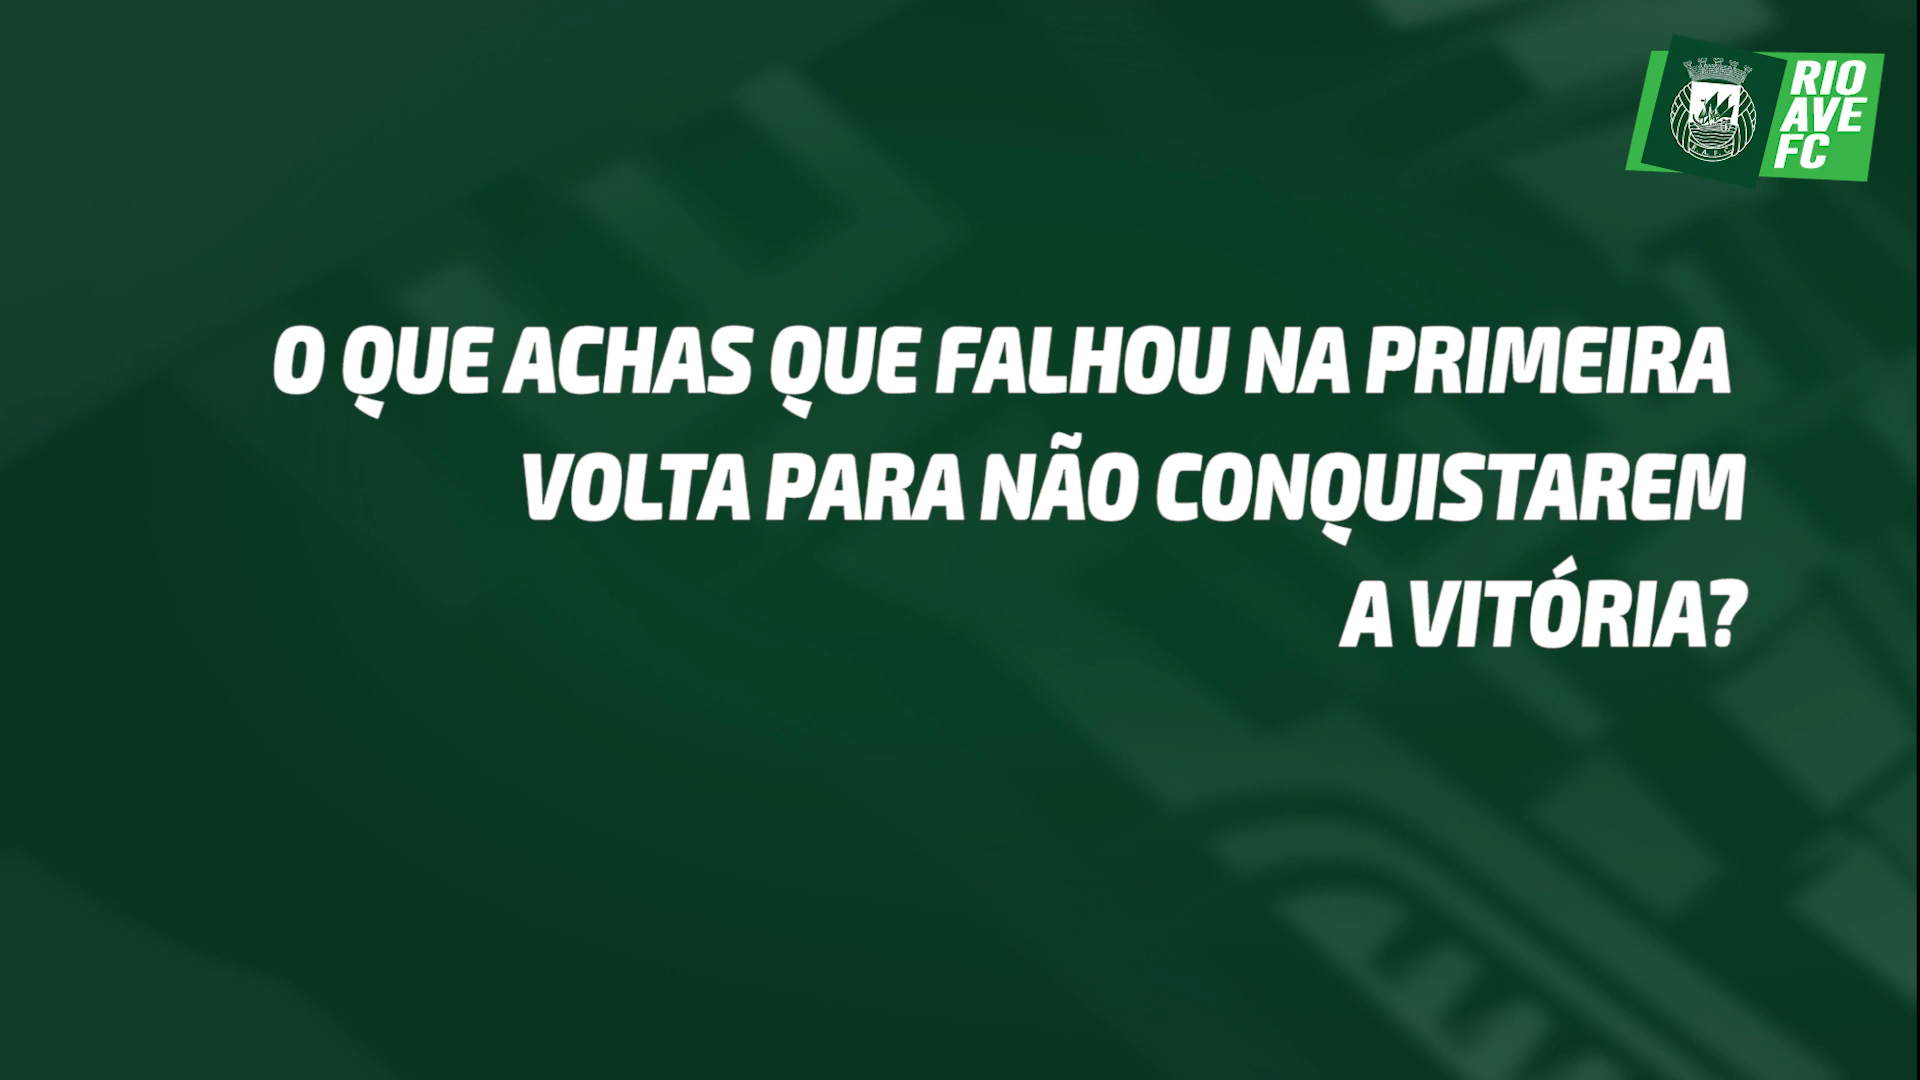 RIO
AVE
FC
O QUE ACHAS QUE FALHOU NA PRIMEIRA
VOLTA PARA NÃO CONQUISTAREM
A VITÓRIA?